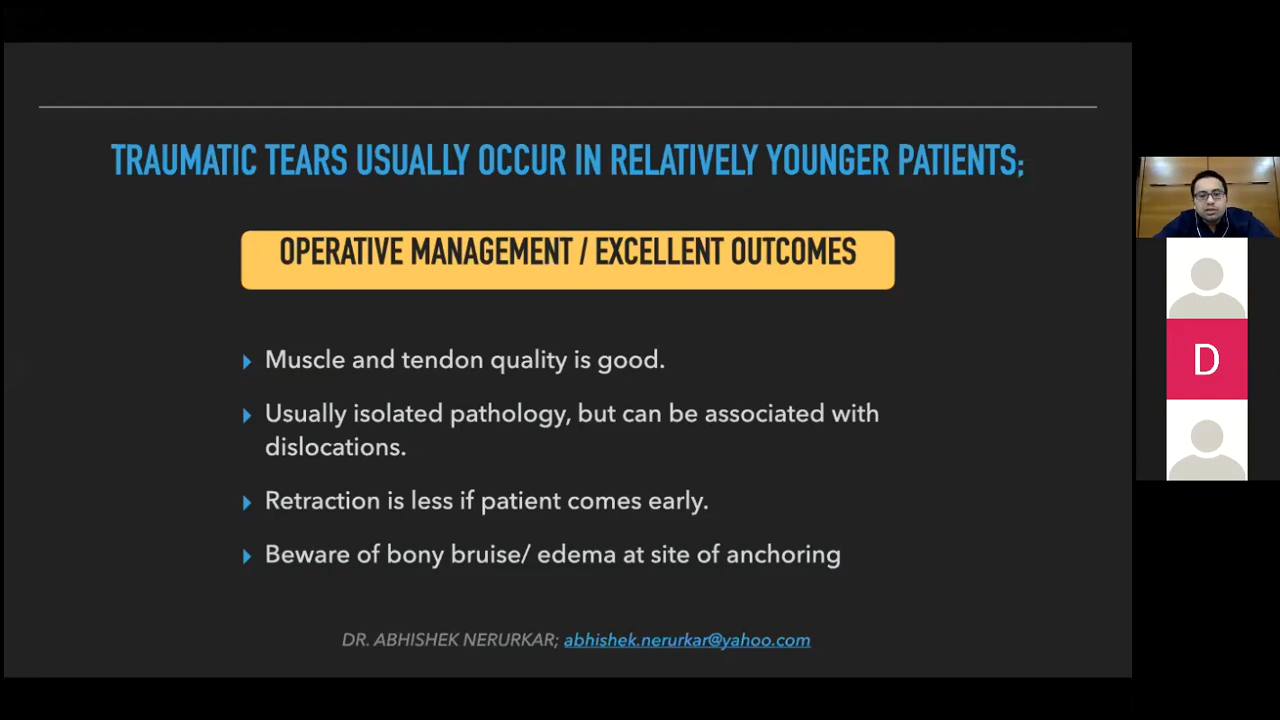 TRAUMATIC TEARS USUALLY OCCUR IN RELATIVELY YOUNGER PATIENTS;
OPERATIVE MANAGEMENT / EXCELLENT OUTCOMES
Muscle and tendon quality is good.
Usually isolated pathology, but can be associated with
dislocations.
Retraction is less if patient comes early.
Beware of bony bruise/ edema at site of anchoring
DR. ABHISHEK NERURKAR; abhishek.nerurkar@yahoo.com
D